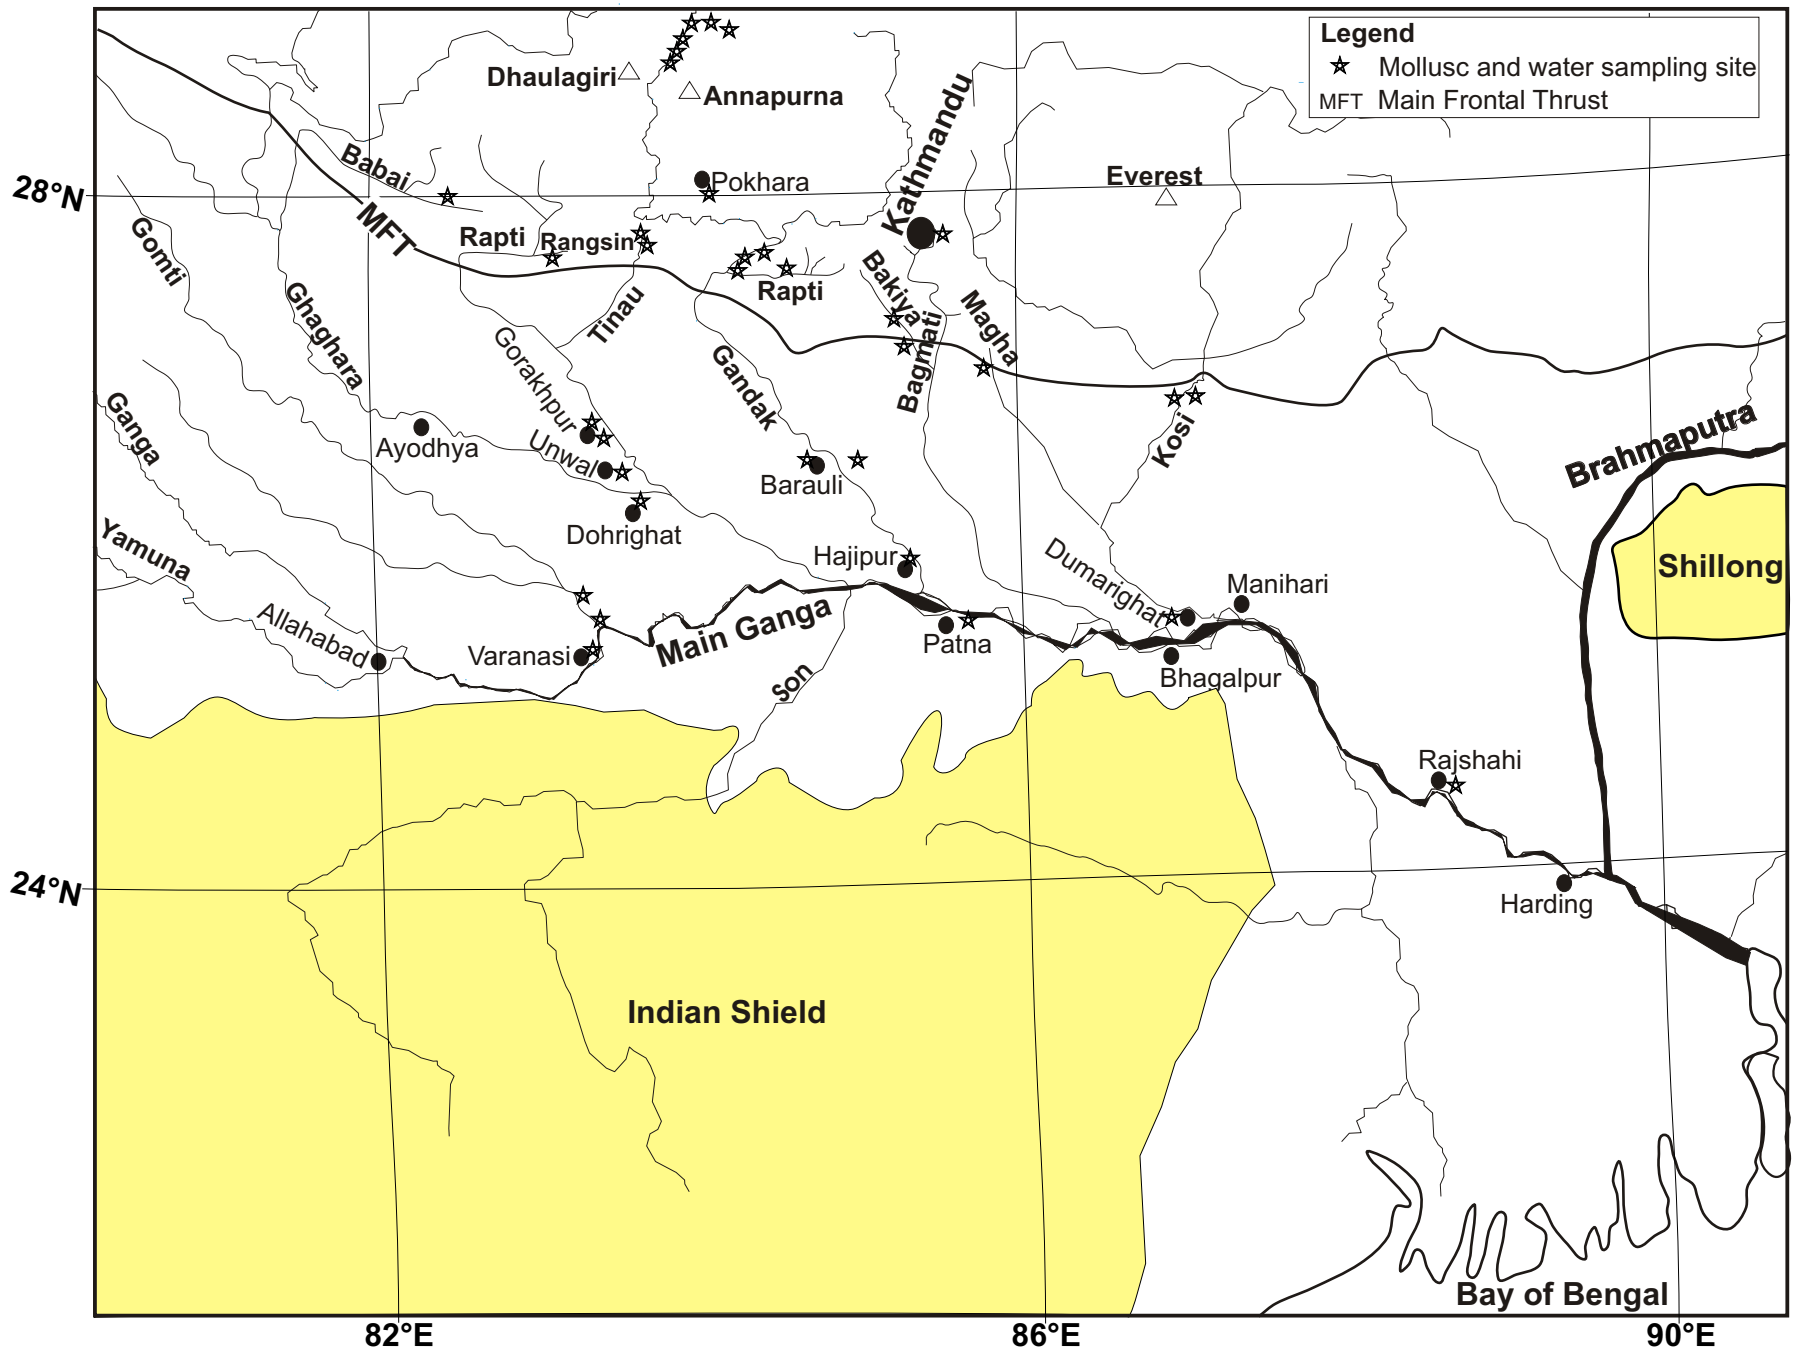 Legend
Mollusc and water sampling site
MFT Main Frontal Thrust
Dhaulagiri
Annapurna
Kathmandu
Babai
Pokhara
Everest
28°N
MFT
Gomti
Rapti
Rangsin
Rapti
Bakiya
Magha
Ghaghara
Tinau
Bagmati
Gorakhpur
Gandak
Ganga
Ayodhya
Unwal
Kosi
Brahmaputra
Barauli
Dohrighat
Yamuna
Hajipur
Dumarighat
Manihari
Shillong
Allahabad
Varanasi
Main Ganga
Patna
Son
Bhagalpur
Rajshahi
24°N
Harding
Indian Shield
Bay of Bengal
82°E
86°E
90°E